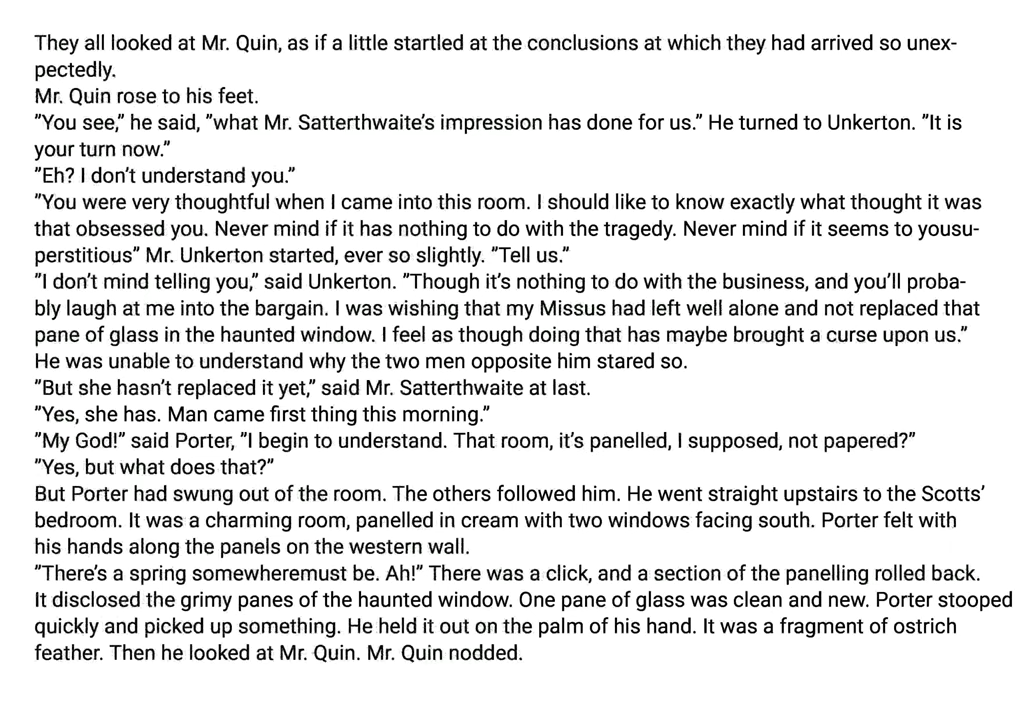 They all looked at Mr. Quin, as if a little startled at the conclusions at which they had arrived so unex-
pectedly.
Mr. Quin rose to his feet.
"You see," he said, "what Mr. Satterthwaite's impression has done for us." He turned to Unkerton. "It is
your turn now."
"Eh? I don't understand you."
"You were very thoughtful when I came into this room. I should like to know exactly what thought it was
that obsessed you. Never mind if it has nothing to do with the tragedy. Never mind if it seems to yousu-
perstitious" Mr. Unkerton started, ever so slightly. "Tell us."
"I don't mind telling you," said Unkerton. "Though it's nothing to do with the business, and you'll proba-
bly laugh at me into the bargain. I was wishing that my Missus had left well alone and not replaced that
pane of glass in the haunted window. I feel as though doing that has maybe brought a curse upon us."
He was unable to understand why the two men opposite him stared so.
"But she hasn't replaced it yet," said Mr. Satterthwaite at last.
"Yes, she has. Man came first thing this morning."
"My God!" said Porter, "I begin to understand. That room, it's panelled, I supposed, not papered?"
"Yes, but what does that?"
But Porter had swung out of the room. The others followed him. He went straight upstairs to the Scotts'
bedroom. It was a charming room, panelled in cream with two windows facing south. Porter felt with
his hands along the panels on the western wall.
"There's a spring somewheremust be. Ah!" There was a click, and a section of the panelling rolled back.
It disclosed the grimy panes of the haunted window. One pane of glass was clean and new. Porter stooped
quickly and picked up something. He held it out on the palm of his hand. It was a fragment of ostrich
feather. Then he looked at Mr. Quin. Mr. Quin nodded.